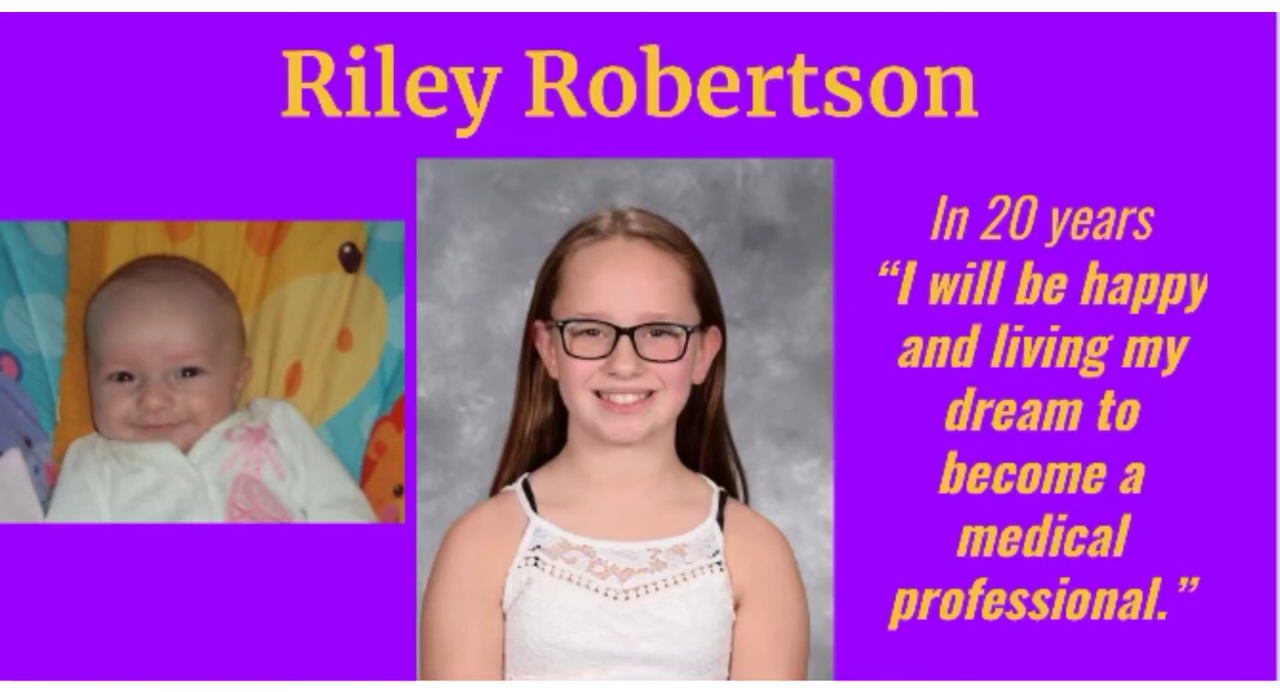 Riley Robertson
In 20 years
“I will be happy
and living my
dream to
become a
medical
professional.”